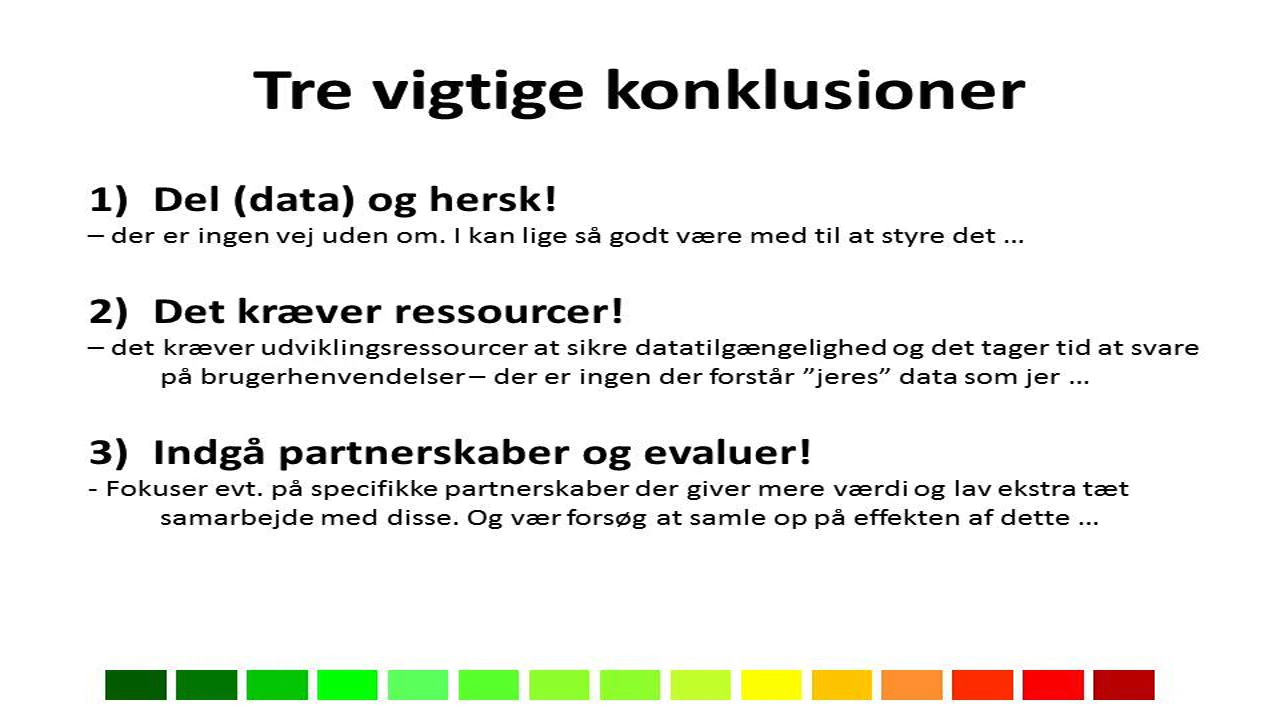 Tre vigtige konklusioner
1) Del (data) og hersk!
– der er ingen vej uden om. I kan lige så godt være med til at styre det ...
2) Det kræver ressourcer!
– det kræver udviklingsressourcer at sikre datatilgængelighed og det tager tid at svare
på brugerhenvendelser – der er ingen der forstår ”jeres” data som jer ...
3) Indgå partnerskaber og evaluer!
- Fokuser evt. på specifikke partnerskaber der giver mere værdi og lav ekstra tæt
samarbejde med disse. Og vær forsøg at samle op på effekten af dette ...